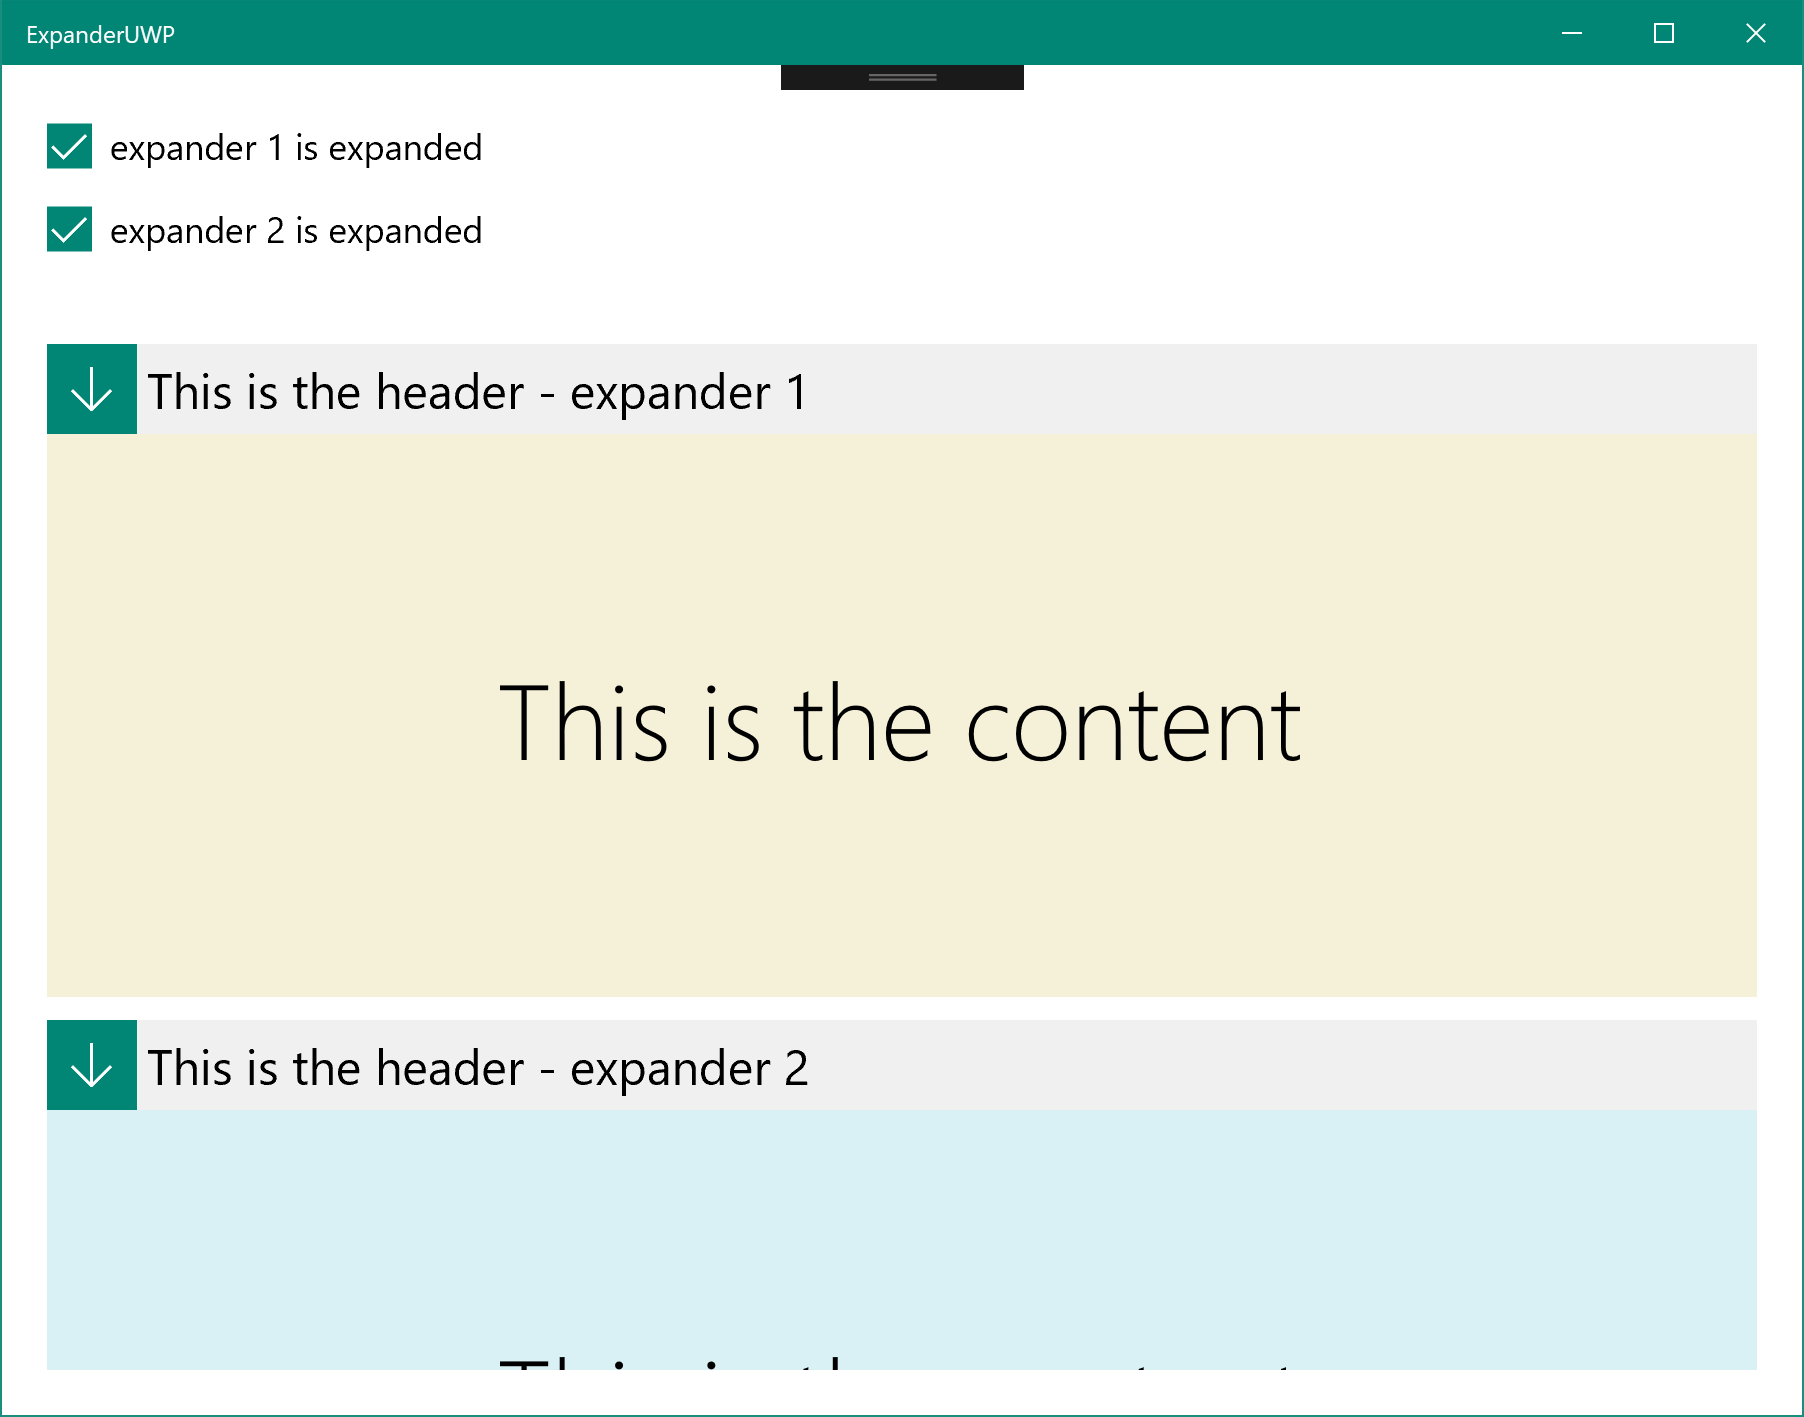 ExpanderUWP
expander 1 is expanded
expander 2 is expanded
This is the header - expander 1
This is the content
This is the header - expander 2